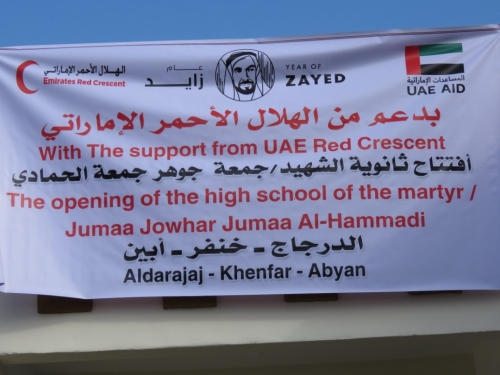 الهلال الأحمر الإماراتي
Emirates Red Crescent
عــام
زايـد
YEAR OF
ZAYED
المساعدات الإماراتية
UAE AID
بدعم من الهلال الأحمر الإماراتي
With The support from UAE Red Crescent
أفتتاح ثانوية الشهيد/جمعة جوهر جمعة الحمادي
The opening of the high school of the martyr /
Jumaa Jowhar Jumaa Al-Hammadi
الدرجاج - خنفر - أبين
Aldarajaj - Khenfar- Abyan